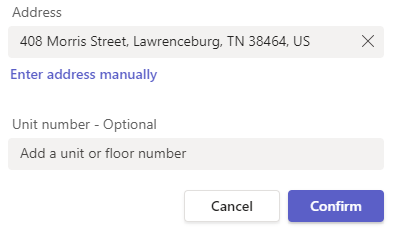 Address
408 Morris Street, Lawrenceburg, TN 38464, US
Enter address manually
Unit number - Optional
Add a unit or floor number
Cancel
Confirm